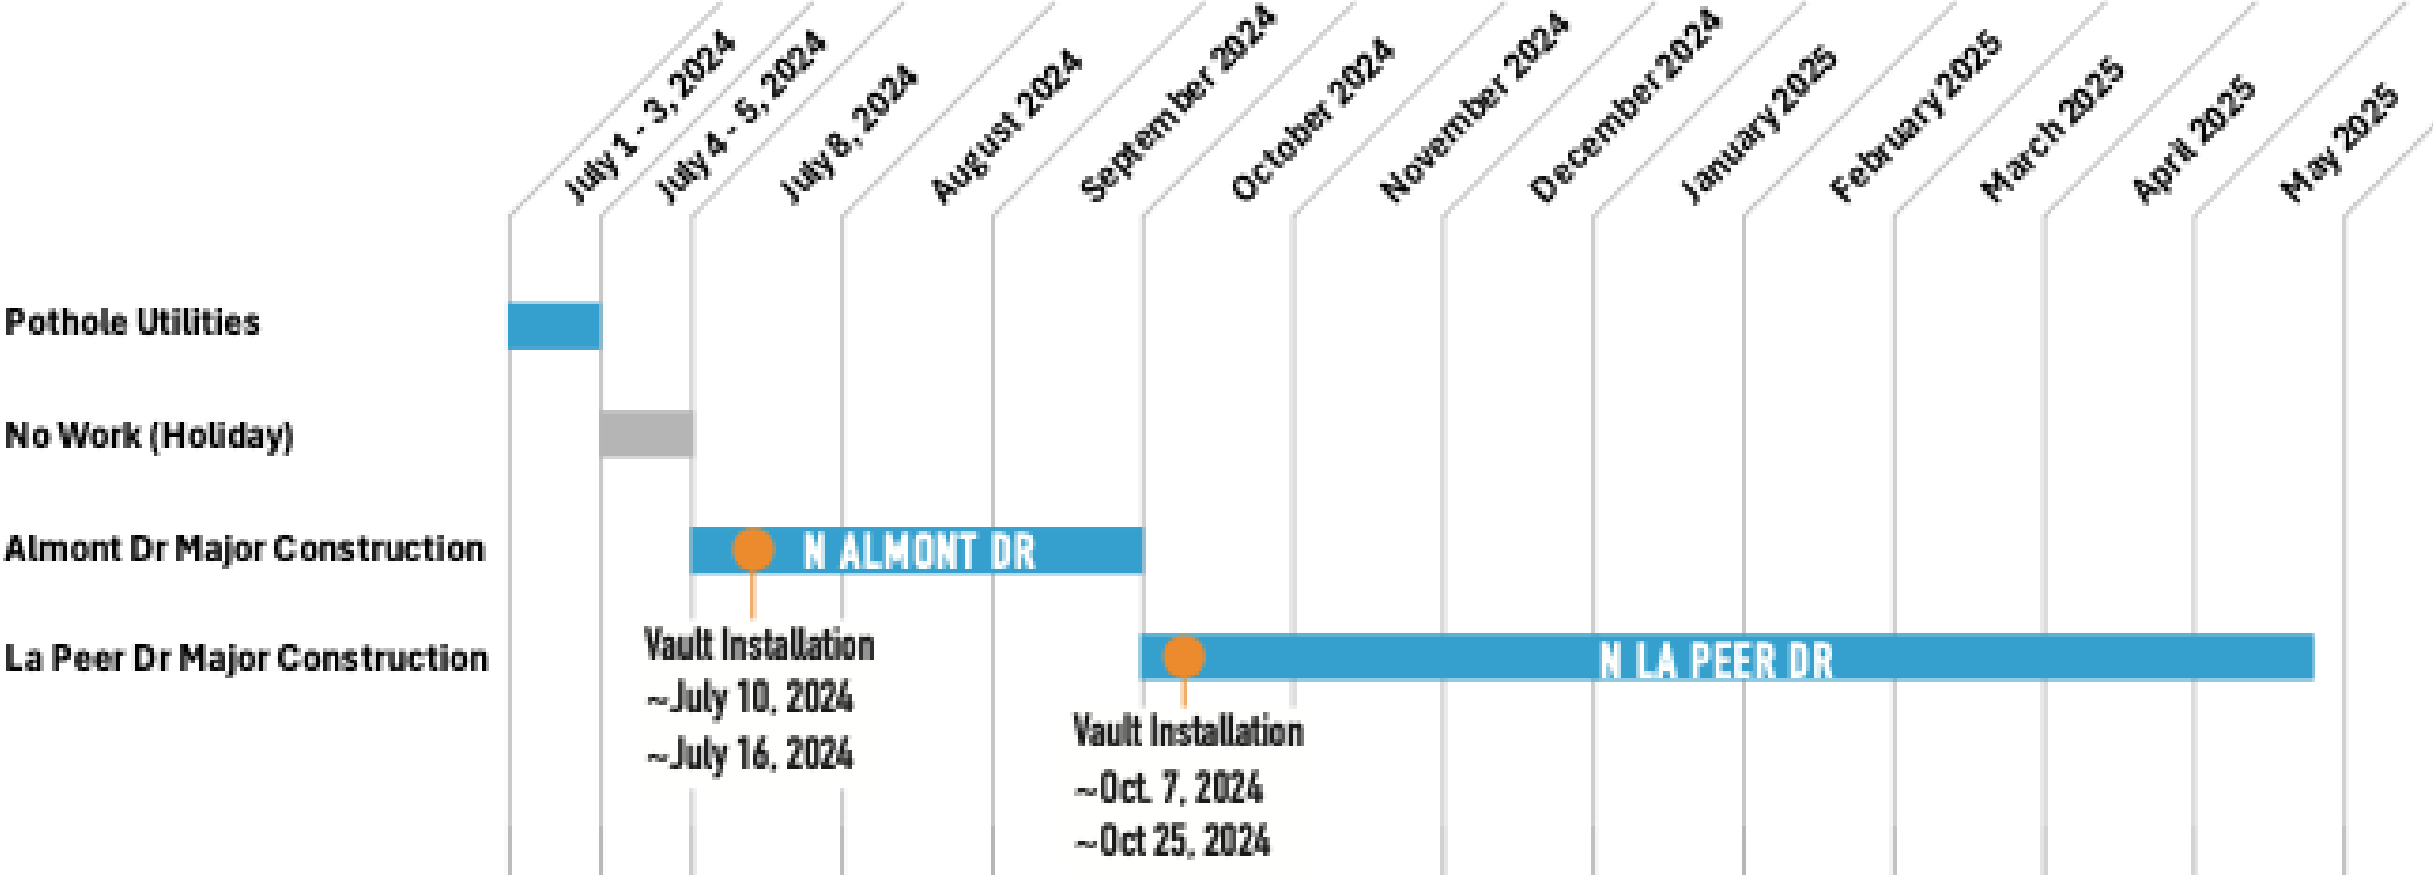 July 1 - 3, 2024
July 4 - 5, 2024
July 8, 2024
August 2024
September 2024
October 2024
November 2024
December 2024
January 2025
February 2025
March 2025
April 2025
May 2025
Pothole Utilities
No Work (Holiday)
Almont Dr Major Construction
N ALMONT DR
Vault Installation
~July 10, 2024
~July 16, 2024
La Peer Dr Major Construction
N LA PEER DR
Vault Installation
~Oct. 7, 2024
~Oct 25, 2024